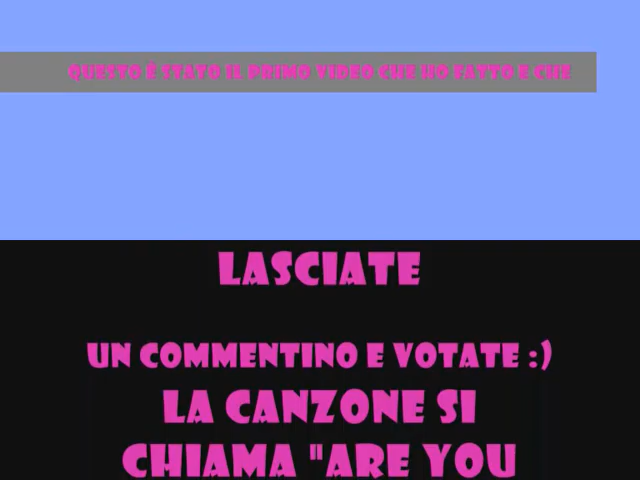 QUESTO È STATO IL PRIMO VIDEO CHE HO FATTO E CHE
LASCIATE
UN COMMENTINO E VOTATE :)
LA CANZONE SI
CHIAMA "ARE YOU